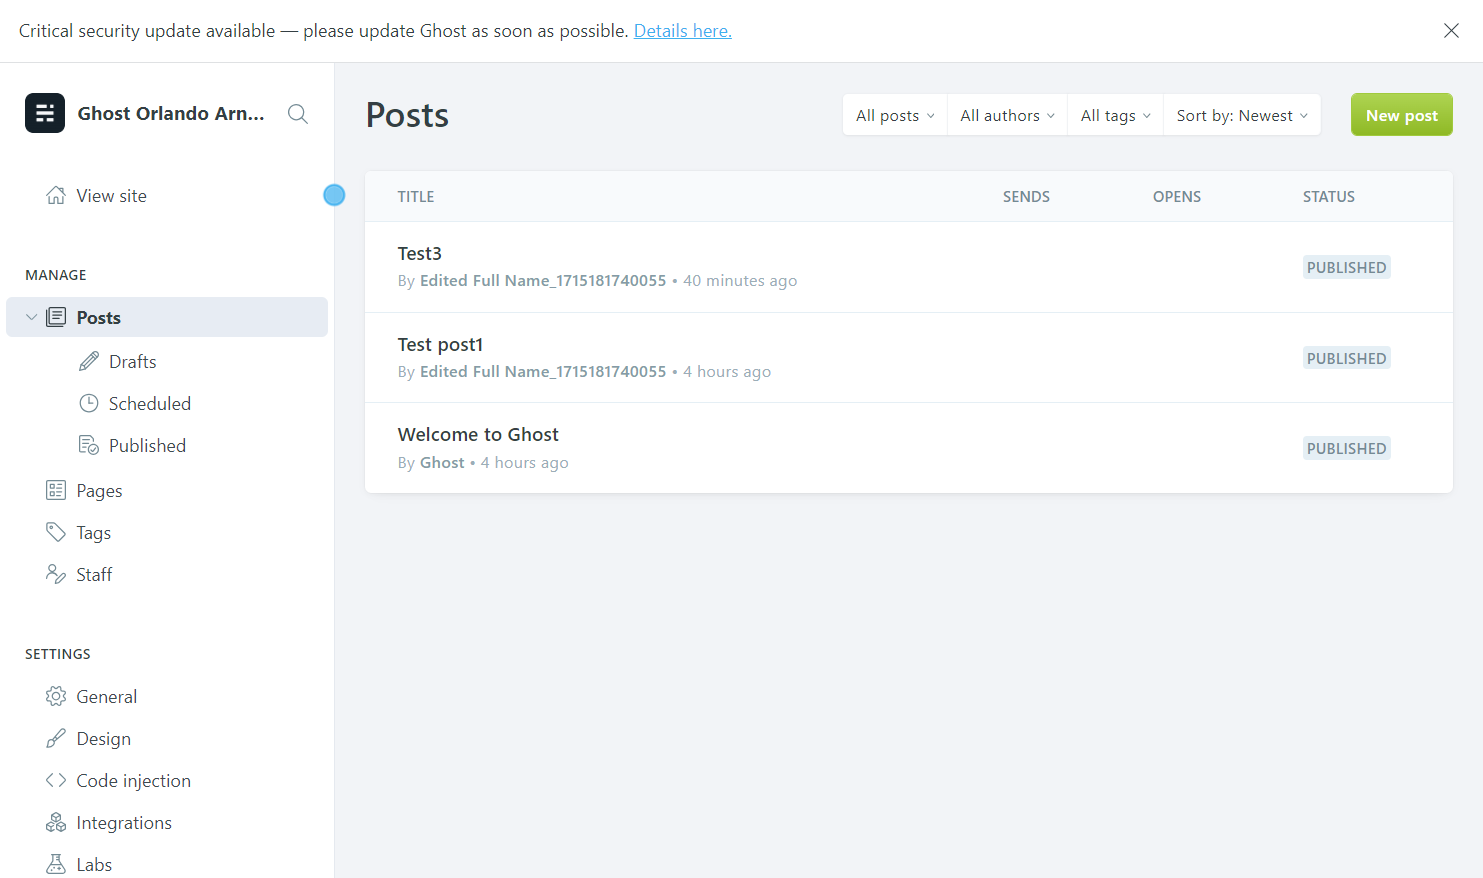 Critical security update available — please update Ghost as soon as possible. Details here.
Ghost Orlando Arn...
View site
MANAGE
Posts
Drafts
Scheduled
Published
Pages
Tags
Staff
SETTINGS
General
Design
Code injection
Integrations
Labs
Posts
All posts
All authors
All tags
Sort by: Newest
New post
TITLE SENDS OPENS STATUS
Test3
By Edited Full Name_1715181740055 • 40 minutes ago
PUBLISHED
Test post1
By Edited Full Name_1715181740055 • 4 hours ago
PUBLISHED
Welcome to Ghost
By Ghost • 4 hours ago
PUBLISHED